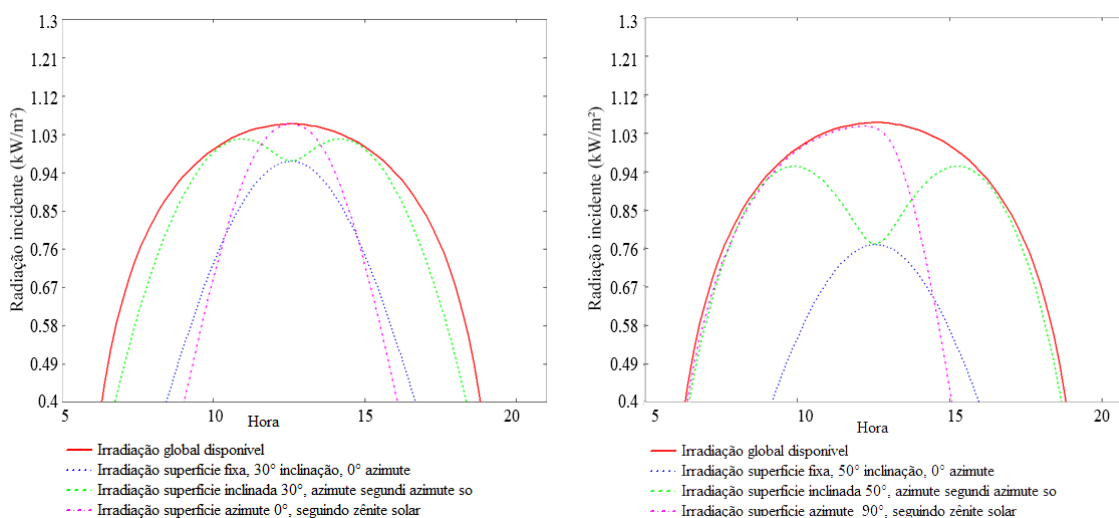 1.3
1.21
1.12
1.03
0.94
0.85
0.76
0.67
0.58
0.49
0.4
Radiação incidente (kW/m²)
5
10
15
20
Hora
Irradiação global disponível
Irradiação superfície fixa, 30° inclinação, 0° azimute
Irradiação superfície inclinada 30°, azimute segundi azimute so
Irradiação superfície azimute 0°, seguindo zênite solar
1.3
1.21
1.12
1.03
0.94
0.85
0.76
0.67
0.58
0.49
0.4
Radiação incidente (kW/m²)
5
10
15
20
Hora
Irradiação global disponível
Irradiação superfície fixa, 50° inclinação, 0° azimute
Irradiação superfície inclinada 50°, azimute segundi azimute so
Irradiação superfície azimute 90°, seguindo zênite solar